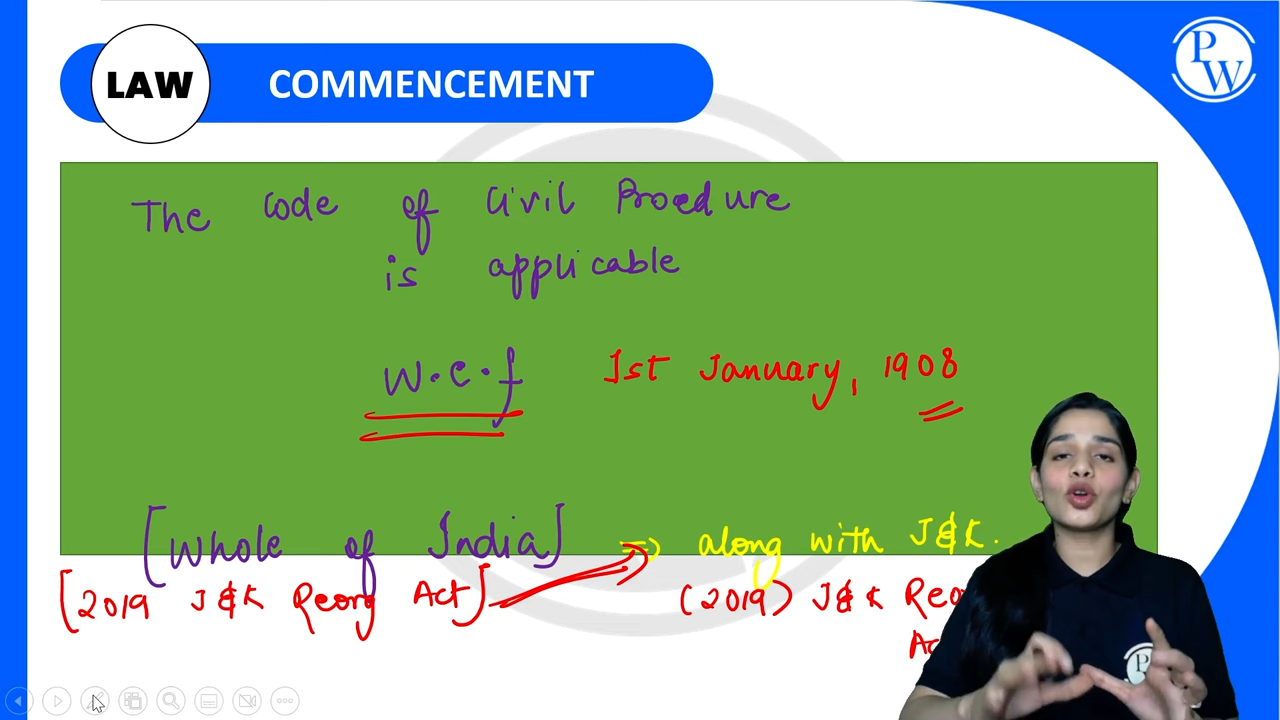 LAW COMMENCEMENT
PW
The Code of Civil Procedure
is applicable
W.e.f 1st January, 1908
[Whole of India] => along with J&K.
[2019 J&K Reorg Act] (2019) J&K Reo
Ac
P